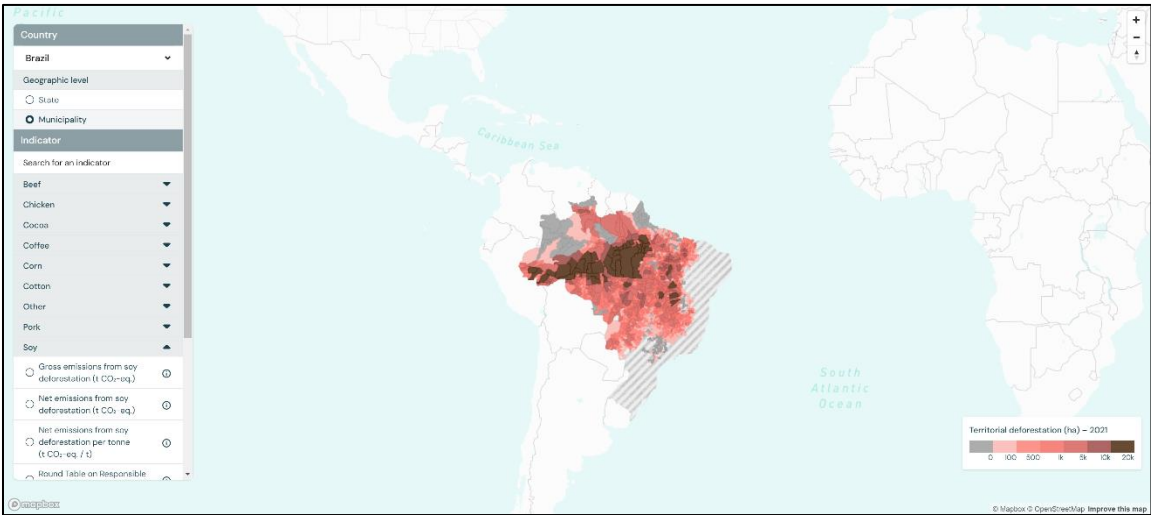 Pacific
Country
Brazil
Geographic level
State
Municipality
Indicator
Search for an indicator
Beef
Chicken
Cocoa
Coffee
Corn
Cotton
Other
Pork
Soy
Gross emissions from soy
deforestation (t CO₂-eq.)
Net emissions from soy
deforestation (t CO₂-eq.)
Net emissions from soy
deforestation per tonne
(t CO₂-eq. / t)
Round Table on Responsible
mapbox
Caribbean Sea
South
Atlantic
Ocean
+
−
Territorial deforestation (ha) – 2021
0 100 500 1k 5k 10k 20k
© Mapbox © OpenStreetMap Improve this map